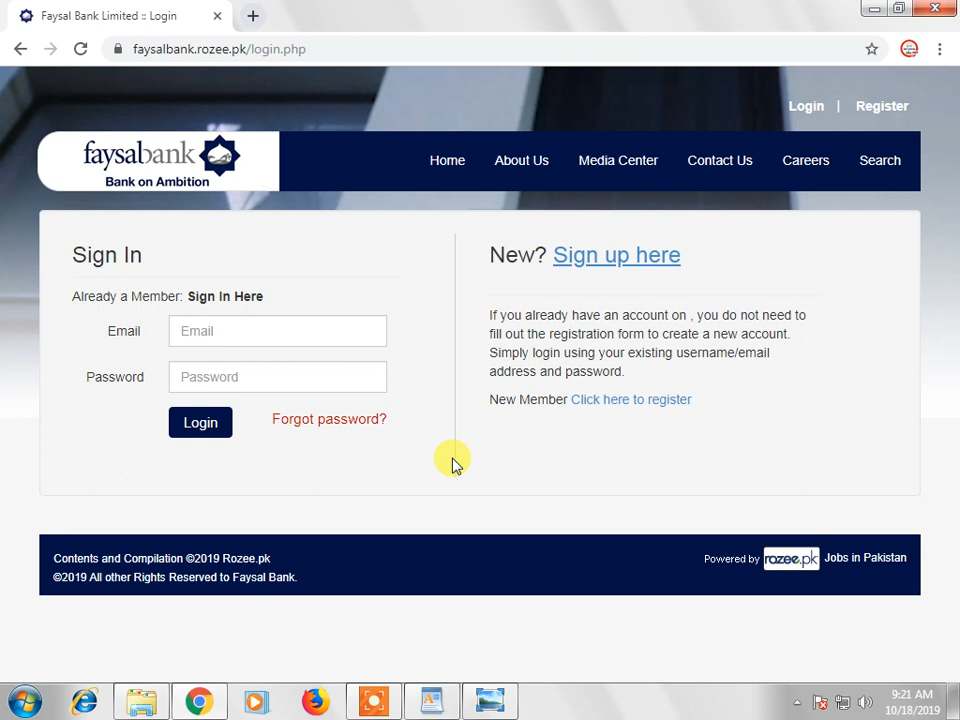 Faysal Bank Limited :: Login
faysalbank.rozee.pk/login.php
Login | Register
faysalbank
Bank on Ambition
Home About Us Media Center Contact Us Careers Search
Sign In
Already a Member: Sign In Here
Email Email
Password Password
Login Forgot password?
New? Sign up here
If you already have an account on , you do not need to
fill out the registration form to create a new account.
Simply login using your existing username/email
address and password.
New Member Click here to register
Contents and Compilation ©2019 Rozee.pk
©2019 All other Rights Reserved to Faysal Bank.
Powered by rozee.pk Jobs in Pakistan
9:21 AM
10/18/2019